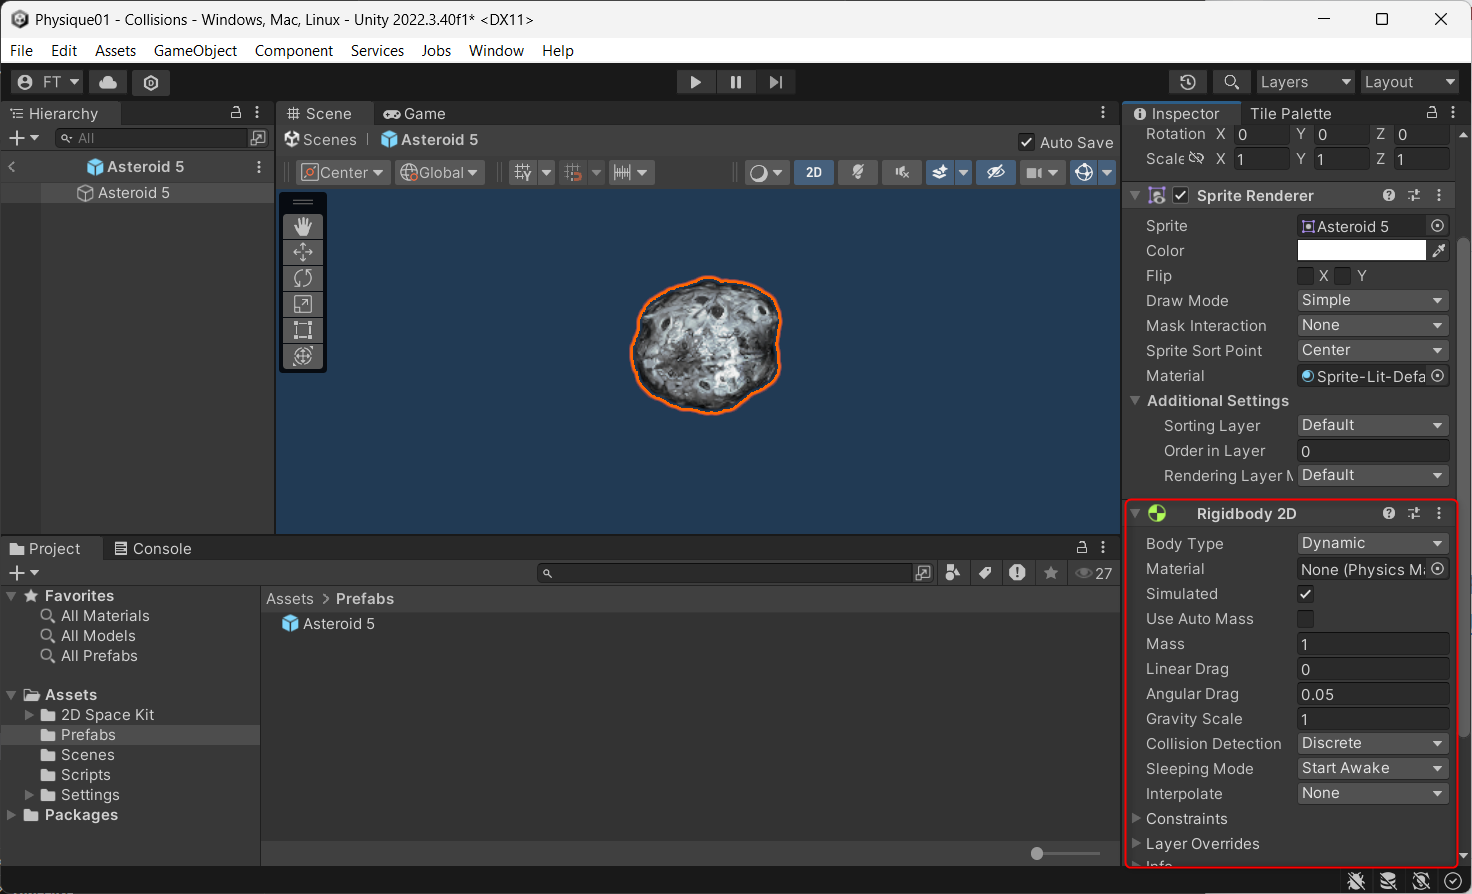 Physique01 - Collisions - Windows, Mac, Linux - Unity 2022.3.40f1* <DX11>
File Edit Assets GameObject Component Services Jobs Window Help
FT
Layers Layout
Hierarchy
All
Asteroid 5
Asteroid 5
Scene Game
Scenes Asteroid 5
Auto Save
Center Global
2D
Inspector Tile Palette
Rotation X 0 Y 0 Z 0
Scale X 1 Y 1 Z 1
Sprite Renderer
Sprite Asteroid 5
Color
Flip X Y
Draw Mode Simple
Mask Interaction None
Sprite Sort Point Center
Material Sprite-Lit-Defa
Additional Settings
Sorting Layer Default
Order in Layer 0
Rendering Layer M Default
Rigidbody 2D
Body Type Dynamic
Material None (Physics Ma
Simulated
Use Auto Mass
Mass 1
Linear Drag 0
Angular Drag 0.05
Gravity Scale 1
Collision Detection Discrete
Sleeping Mode Start Awake
Interpolate None
Constraints
Layer Overrides
Info
Project Console
27
Favorites
All Materials
All Models
All Prefabs
Assets
2D Space Kit
Prefabs
Scenes
Scripts
Settings
Packages
Assets > Prefabs
Asteroid 5